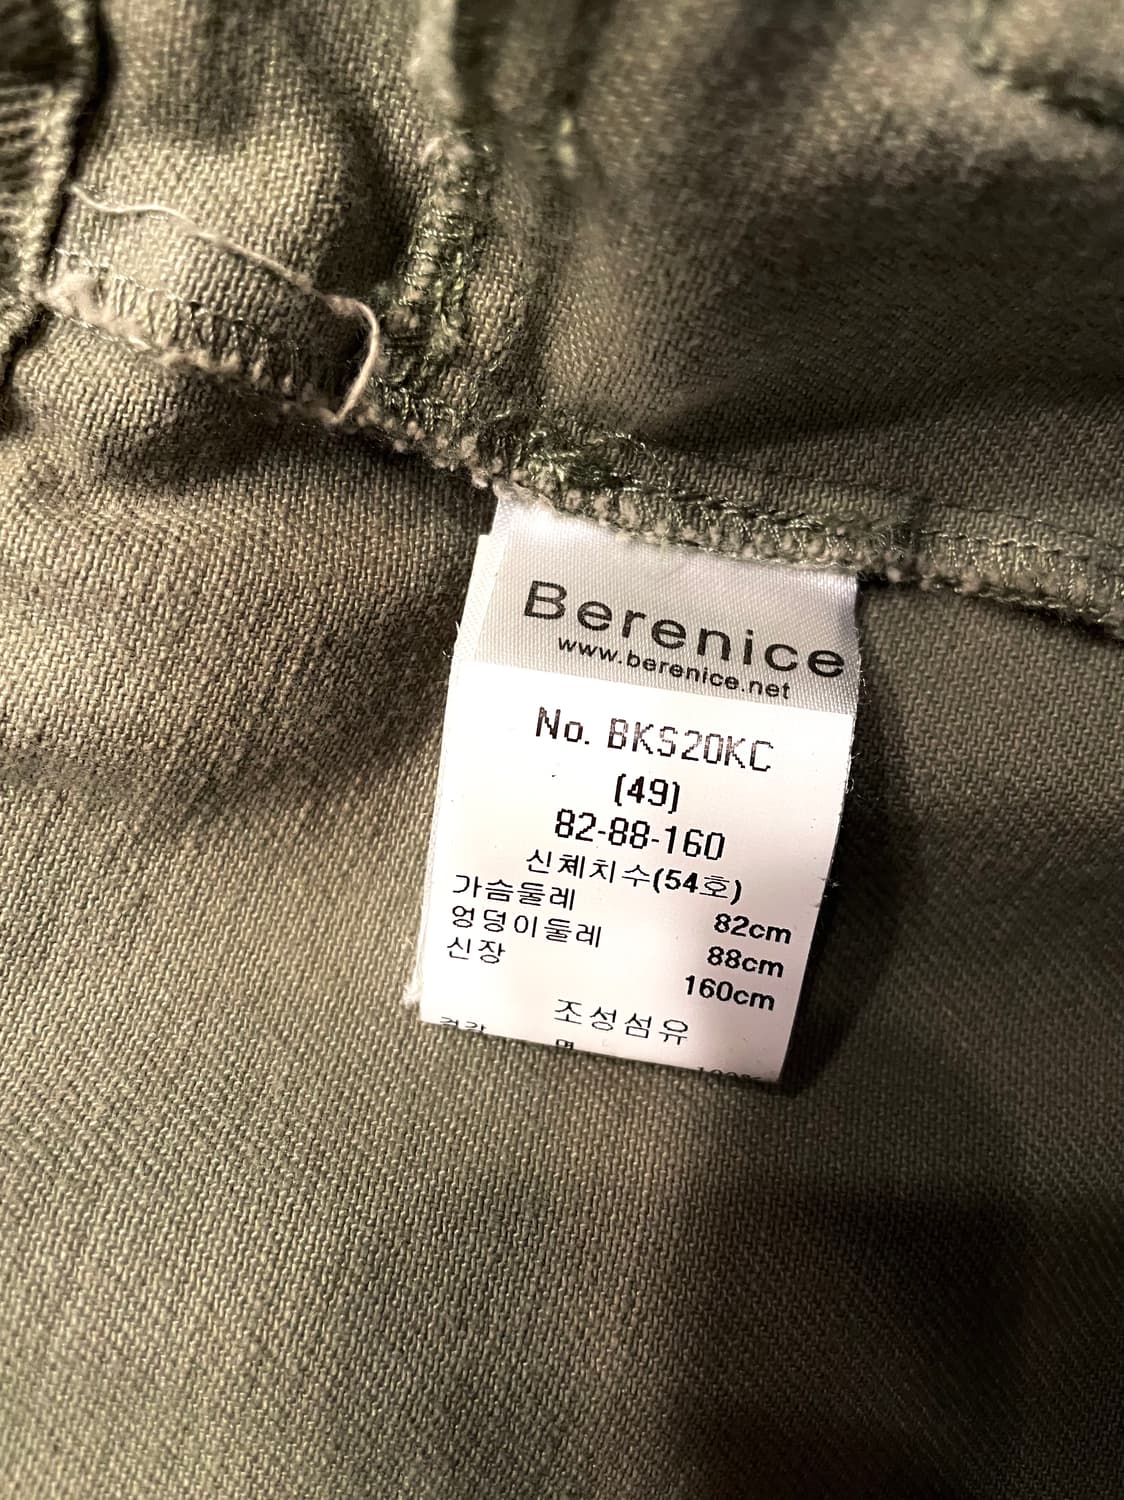 Berenice
www.berenice.net
No. BKS20KC
(49)
82-88-160
신체치수(54호)
가슴둘레 82cm
엉덩이둘레 88cm
신장 160cm
조성섬유